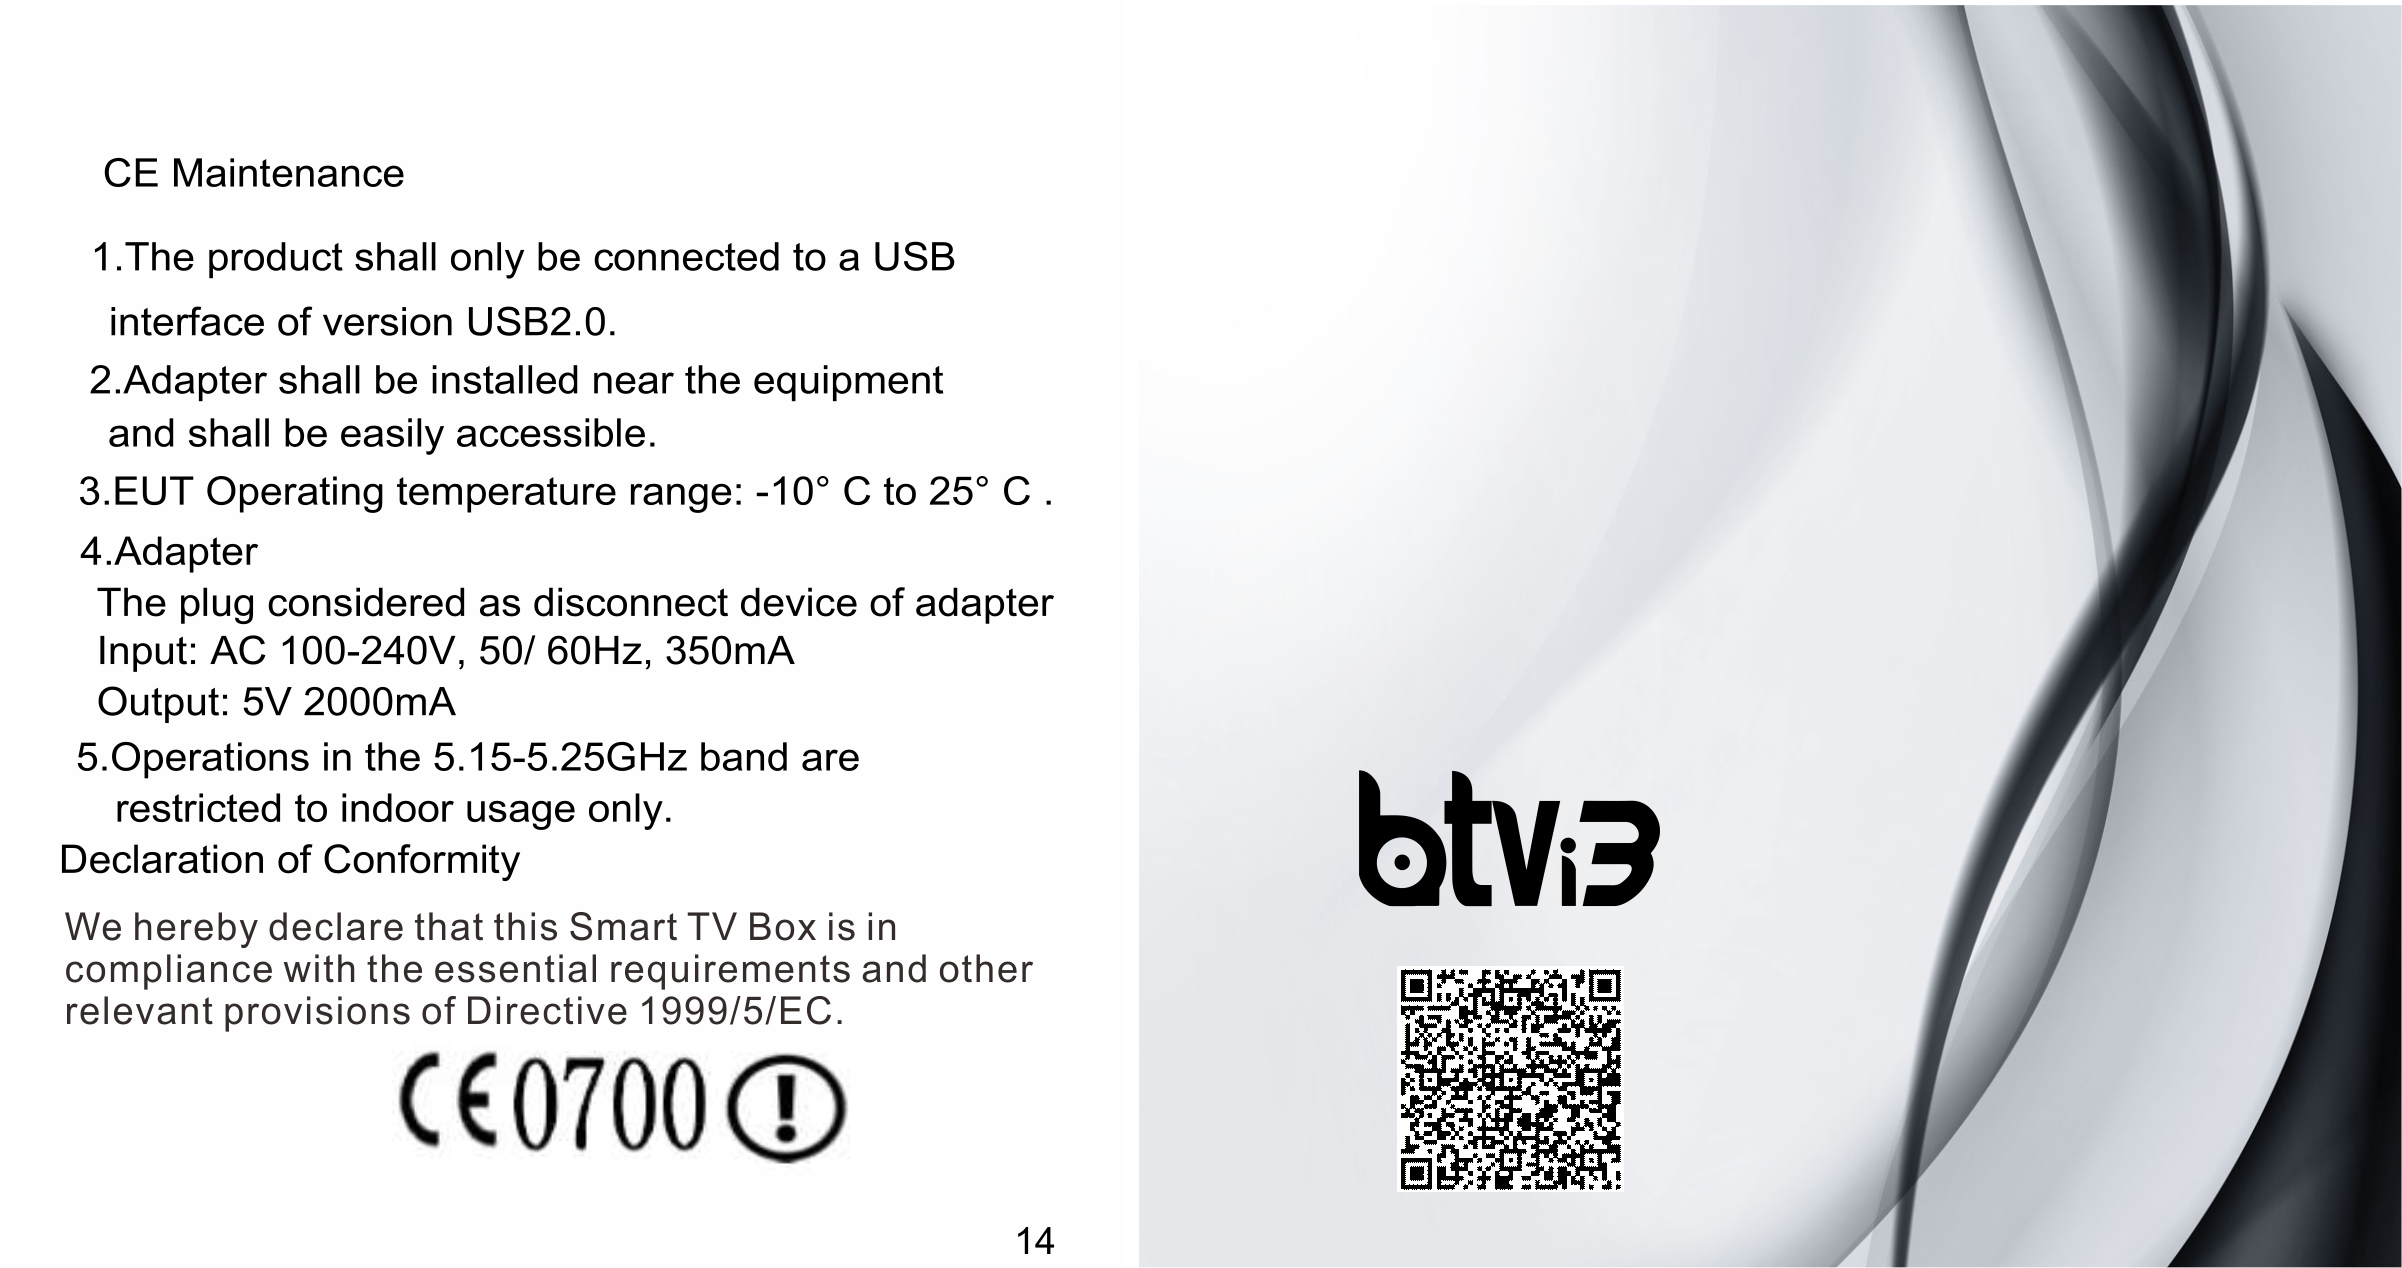 CE Maintenance
1.The product shall only be connected to a USB
interface of version USB2.0.
2.Adapter shall be installed near the equipment
and shall be easily accessible.
3.EUT Operating temperature range: -10° C to 25° C .
4.Adapter
The plug considered as disconnect device of adapter
Input: AC 100-240V, 50/ 60Hz, 350mA
Output: 5V 2000mA
5.Operations in the 5.15-5.25GHz band are
restricted to indoor usage only.
Declaration of Conformity
We hereby declare that this Smart TV Box is in
compliance with the essential requirements and other
relevant provisions of Directive 1999/5/EC.
CE0700 !
14
btvi3